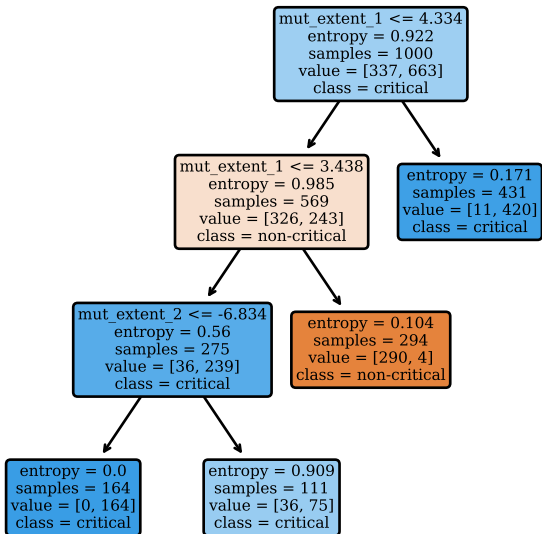 mut_extent_1 <= 4.334
entropy = 0.922
samples = 1000
value = [337, 663]
class = critical
mut_extent_1 <= 3.438
entropy = 0.985
samples = 569
value = [326, 243]
class = non-critical
entropy = 0.171
samples = 431
value = [11, 420]
class = critical
mut_extent_2 <= -6.834
entropy = 0.56
samples = 275
value = [36, 239]
class = critical
entropy = 0.104
samples = 294
value = [290, 4]
class = non-critical
entropy = 0.0
samples = 164
value = [0, 164]
class = critical
entropy = 0.909
samples = 111
value = [36, 75]
class = critical